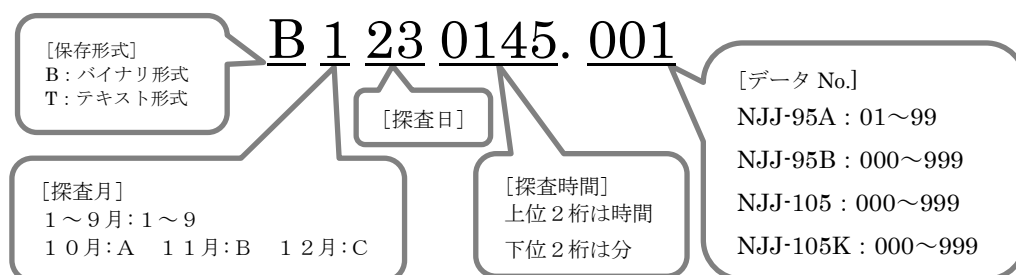 B 1 23 0145. 001
[保存形式]
B:バイナリ形式
T:テキスト形式
[探査日]
[データ No.]
NJJ-95A:01~99
NJJ-95B:000~999
NJJ-105:000~999
NJJ-105K:000~999
[探査月]
1~9月:1~9
10月:A 11月:B 12月:C
[探査時間]
上位2桁は時間
下位2桁は分